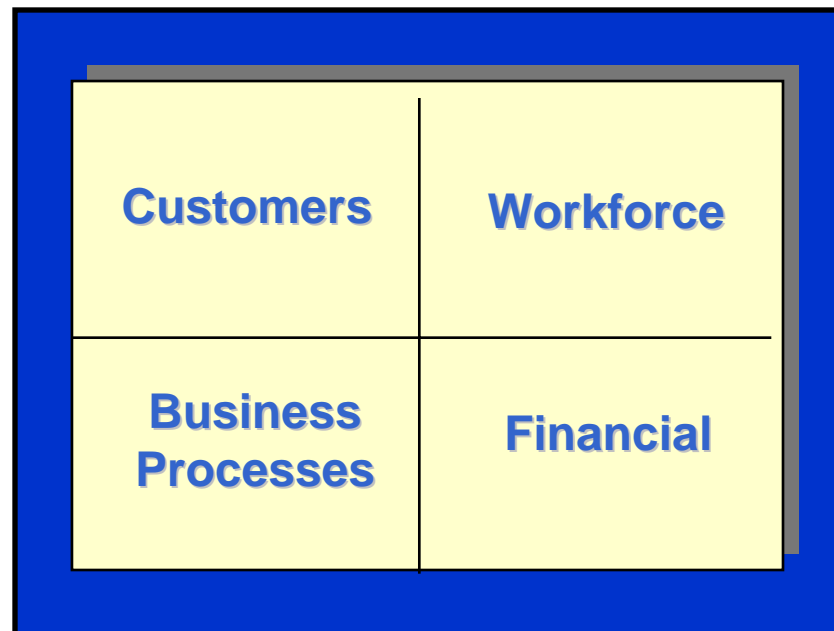 Customers
Workforce
Business
Processes
Financial